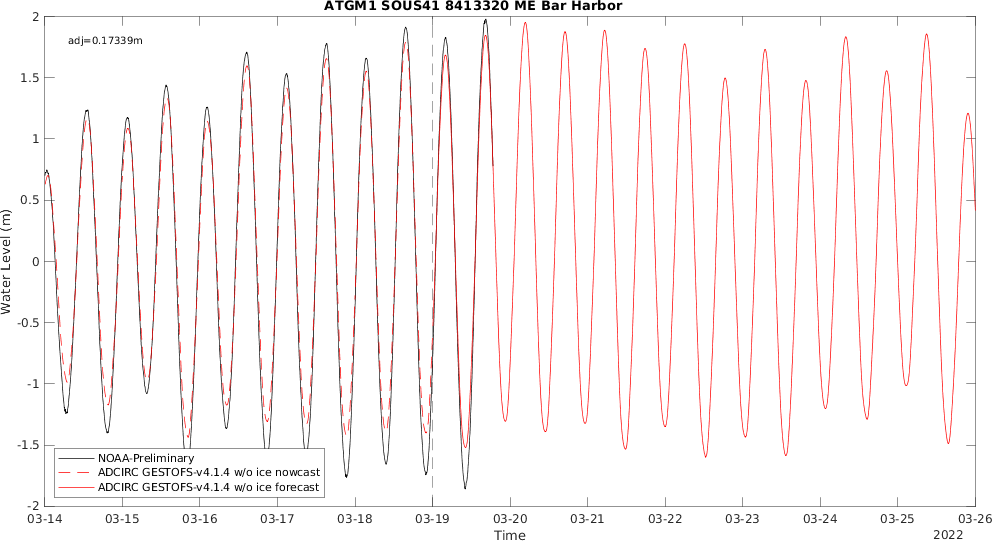 ATGM1 SOUS41 8413320 ME Bar Harbor
adj=0.17339m
2
1.5
1
0.5
0
-0.5
-1
-1.5
-2
Water Level (m)
NOAA-Preliminary
ADCIRC GESTOFS-v4.1.4 w/o ice nowcast
ADCIRC GESTOFS-v4.1.4 w/o ice forecast
03-14 03-15 03-16 03-17 03-18 03-19 03-20 03-21 03-22 03-23 03-24 03-25 03-26
Time
2022